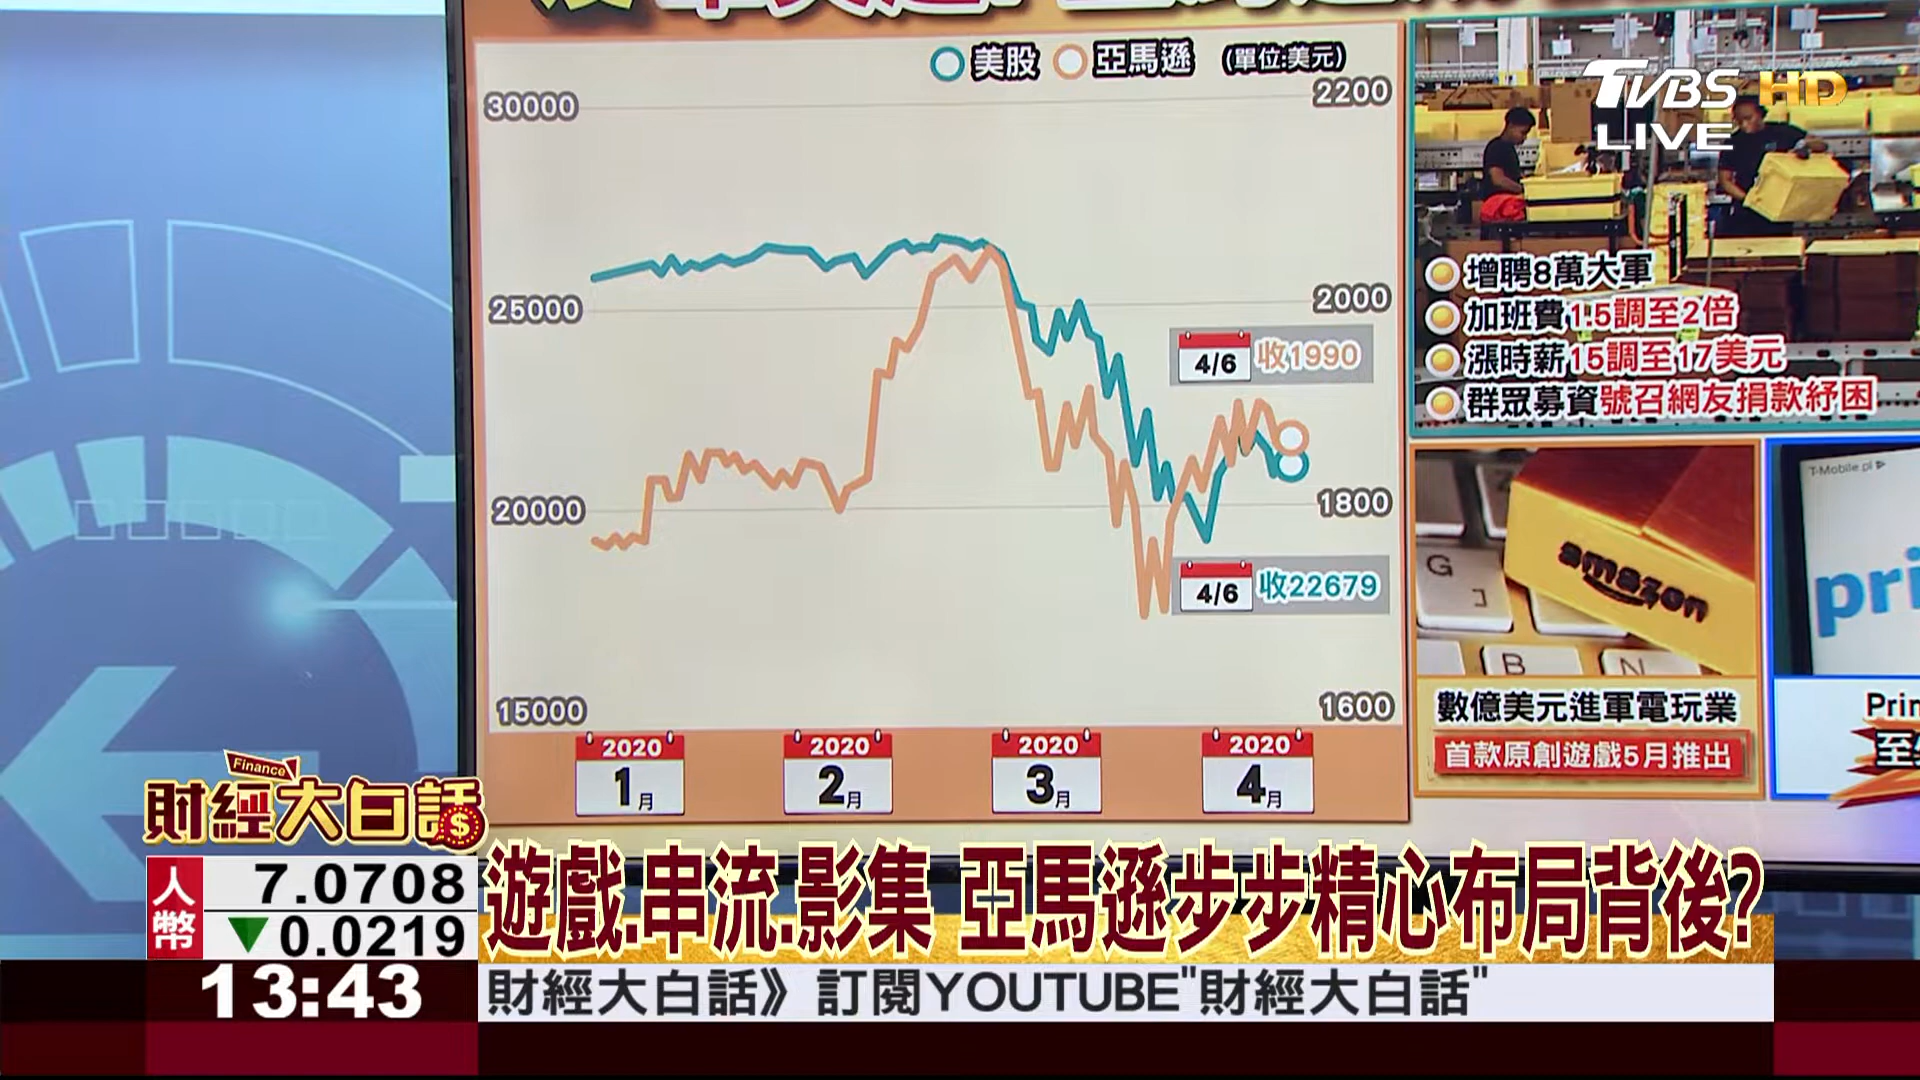 美股 亞馬遜 (單位:美元)
30000
2200
25000
2000
20000
1800
15000
1600
4/6 收1990
4/6 收22679
2020
1月
2020
2月
2020
3月
2020
4月
TVBS HD
LIVE
增聘8萬大軍
加班費1.5調至2倍
漲時薪15調至17美元
群眾募資號召網友捐款紓困
G
B
N
amazon
數億美元進軍電玩業
首款原創遊戲5月推出
T-Mobile.pl
pri
Finance
財經大白話
人幣
7.0708
▼0.0219
13:43
遊戲.串流.影集 亞馬遜步步精心布局背後?
財經大白話》訂閱YOUTUBE"財經大白話"